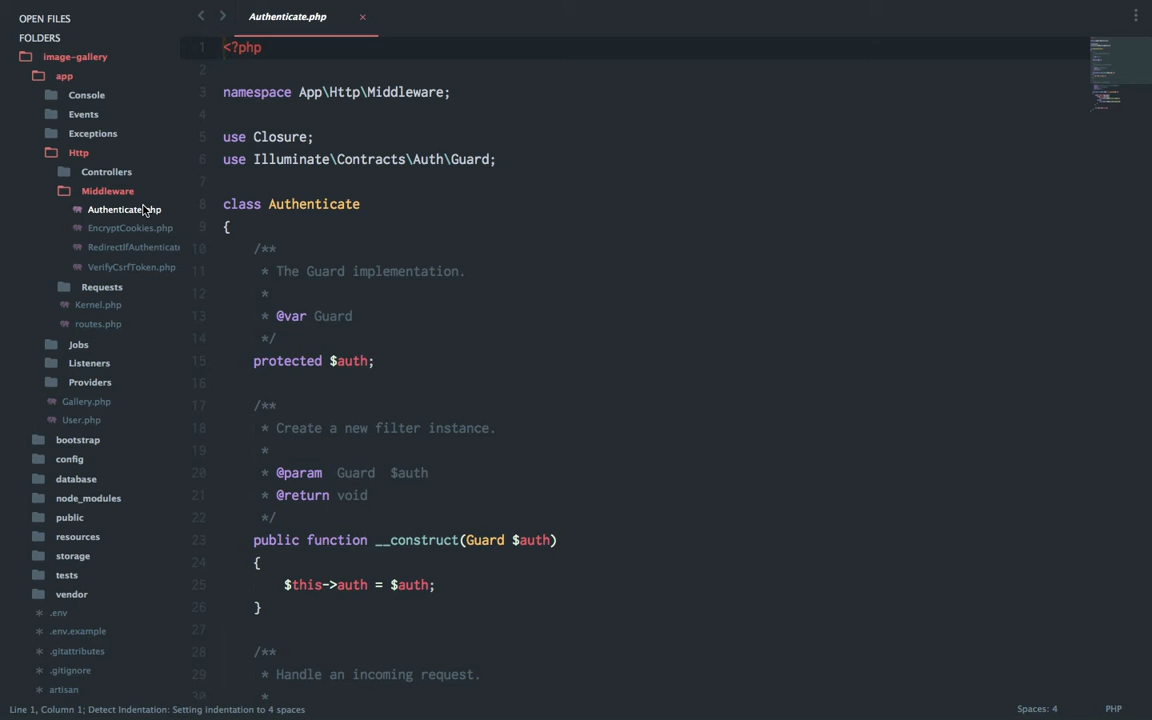 OPEN FILES
FOLDERS
image-gallery
app
Console
Events
Exceptions
Http
Controllers
Middleware
Authenticate.php
EncryptCookies.php
RedirectIfAuthenticate
VerifyCsrfToken.php
Requests
Kernel.php
routes.php
Jobs
Listeners
Providers
Gallery.php
User.php
bootstrap
config
database
node_modules
public
resources
storage
tests
vendor
.env
.env.example
.gitattributes
.gitignore
artisan
Authenticate.php
1 <?php
2
3 namespace App\Http\Middleware;
4
5 use Closure;
6 use Illuminate\Contracts\Auth\Guard;
7
8 class Authenticate
9 {
10 /**
11 * The Guard implementation.
12 *
13 * @var Guard
14 */
15 protected $auth;
16
17 /**
18 * Create a new filter instance.
19 *
20 * @param Guard $auth
21 * @return void
22 */
23 public function __construct(Guard $auth)
24 {
25 $this->auth = $auth;
26 }
27
28 /**
29 * Handle an incoming request.
30 *
Line 1, Column 1; Detect Indentation: Setting indentation to 4 spaces
Spaces: 4
PHP